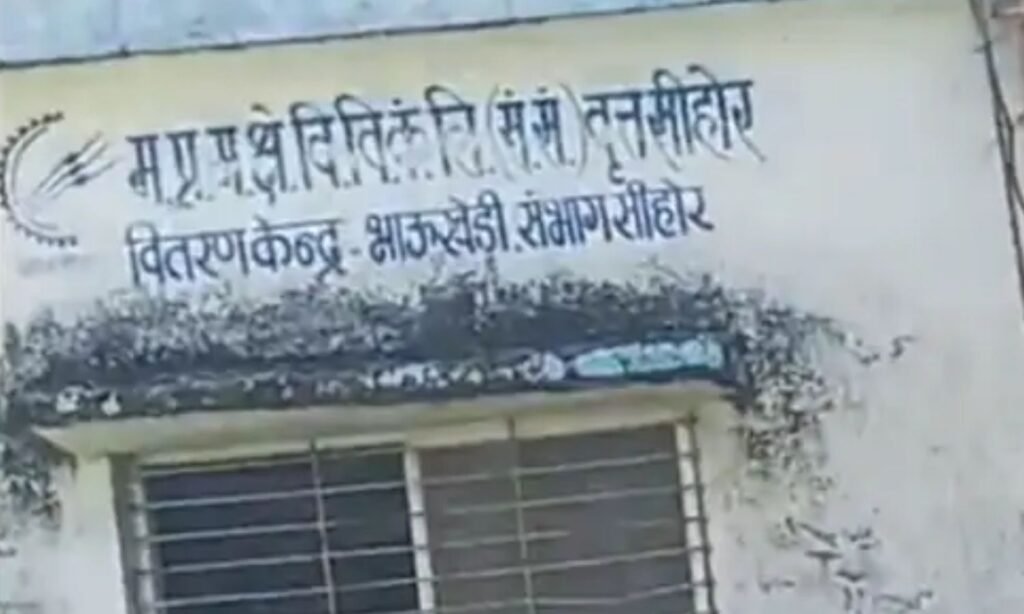 म.प्र.म.क्षे.वि.वि.कं.लि.(सं.सं.) वृत्त सीहोर
वितरण केन्द्र - भाऊखेड़ी. संभाग सीहोर